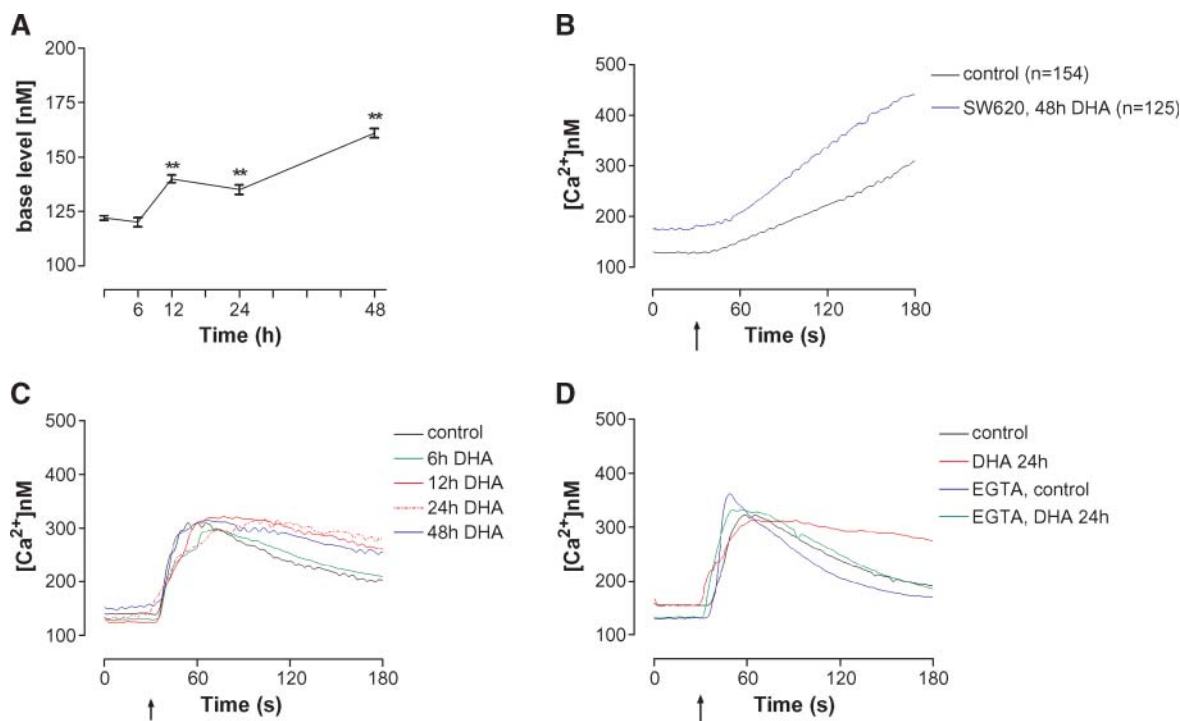 A
200
175
150
125
100
base level [nM]
** ** **
6 12 24 48
Time (h)
B
500
400
300
200
100
[Ca2+]nM
control (n=154)
SW620, 48h DHA (n=125)
0 60 120 180
Time (s)
C
500
400
300
200
100
[Ca2+]nM
control
6h DHA
12h DHA
24h DHA
48h DHA
0 60 120 180
Time (s)
D
500
400
300
200
100
[Ca2+]nM
control
DHA 24h
EGTA, control
EGTA, DHA 24h
0 60 120 180
Time (s)